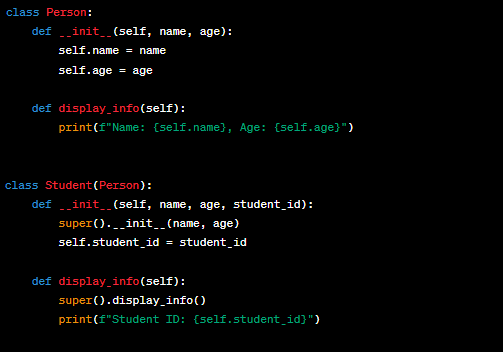 class Person:
    def __init__(self, name, age):
        self.name = name
        self.age = age

    def display_info(self):
        print(f"Name: {self.name}, Age: {self.age}")


class Student(Person):
    def __init__(self, name, age, student_id):
        super().__init__(name, age)
        self.student_id = student_id

    def display_info(self):
        super().display_info()
        print(f"Student ID: {self.student_id}")